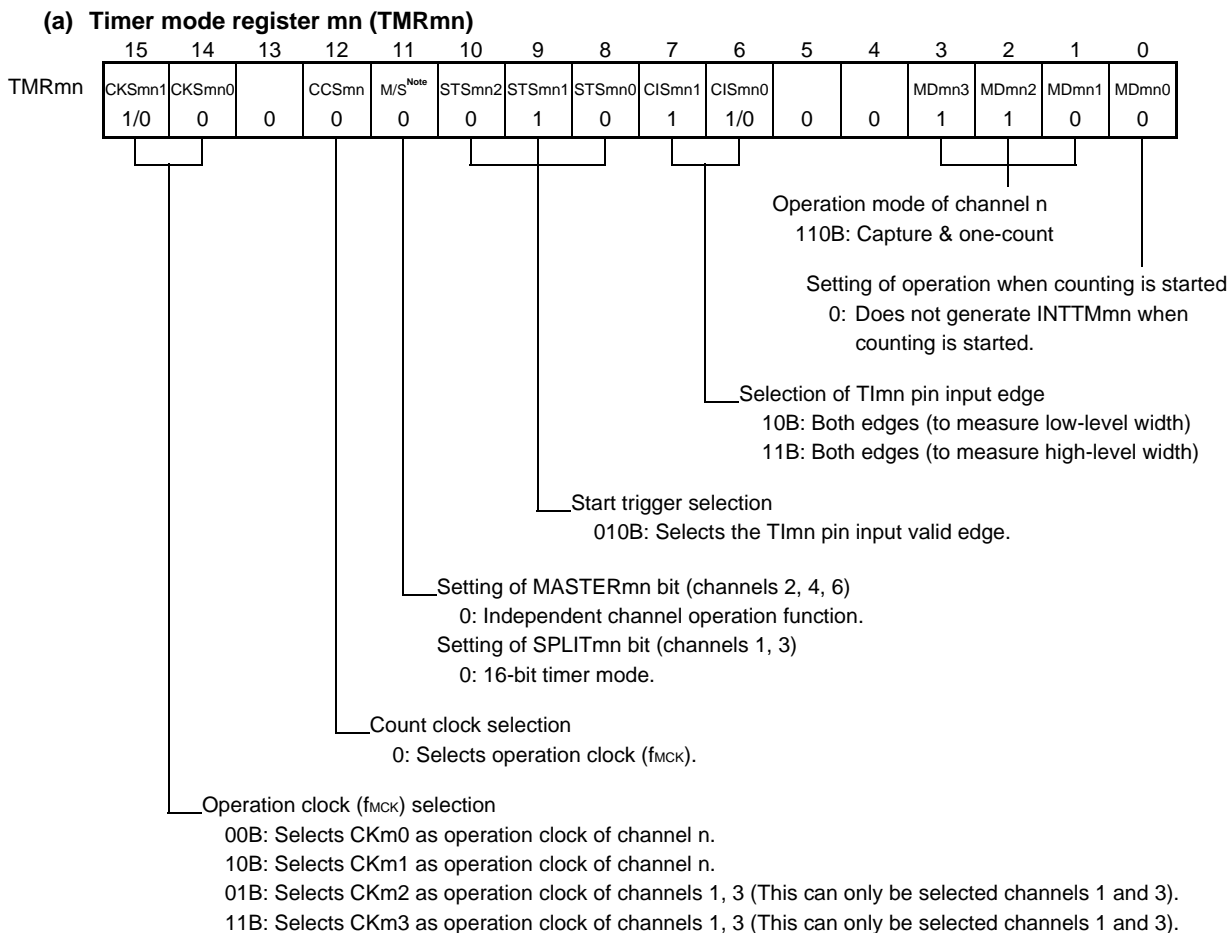 (a) Timer mode register mn (TMRmn)
15 14 13 12 11 10 9 8 7 6 5 4 3 2 1 0
TMRmn CKSmn1 CKSmn0 CCSmn M/S Note STSmn2 STSmn1 STSmn0 CISmn1 CISmn0 MDmn3 MDmn2 MDmn1 MDmn0
1/0 0 0 0 0 0 1 0 1 1/0 0 0 1 1 0 0
Operation mode of channel n
110B: Capture & one-count
Setting of operation when counting is started
0: Does not generate INTTMmn when
counting is started.
Selection of TImn pin input edge
10B: Both edges (to measure low-level width)
11B: Both edges (to measure high-level width)
Start trigger selection
010B: Selects the TImn pin input valid edge.
Setting of MASTERmn bit (channels 2, 4, 6)
0: Independent channel operation function.
Setting of SPLITmn bit (channels 1, 3)
0: 16-bit timer mode.
Count clock selection
0: Selects operation clock (fMCK).
Operation clock (fMCK) selection
00B: Selects CKm0 as operation clock of channel n.
10B: Selects CKm1 as operation clock of channel n.
01B: Selects CKm2 as operation clock of channels 1, 3 (This can only be selected channels 1 and 3).
11B: Selects CKm3 as operation clock of channels 1, 3 (This can only be selected channels 1 and 3).